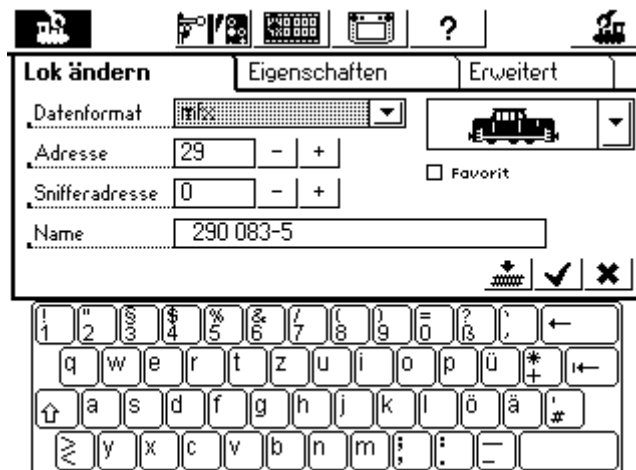 ?
Lok ändern Eigenschaften Erweitert
Datenformat mfx
Adresse 29 - +
Favorit
Snifferadresse 0 - +
Name 290 083-5
! " § $ % & / ( ) = ? `
1 2 3 4 5 6 7 8 9 0 ß ´ ←
q w e r t z u i o p ü * +
a s d f g h j k l ö ä ' #
> < y x c v b n m ; , : . _ -